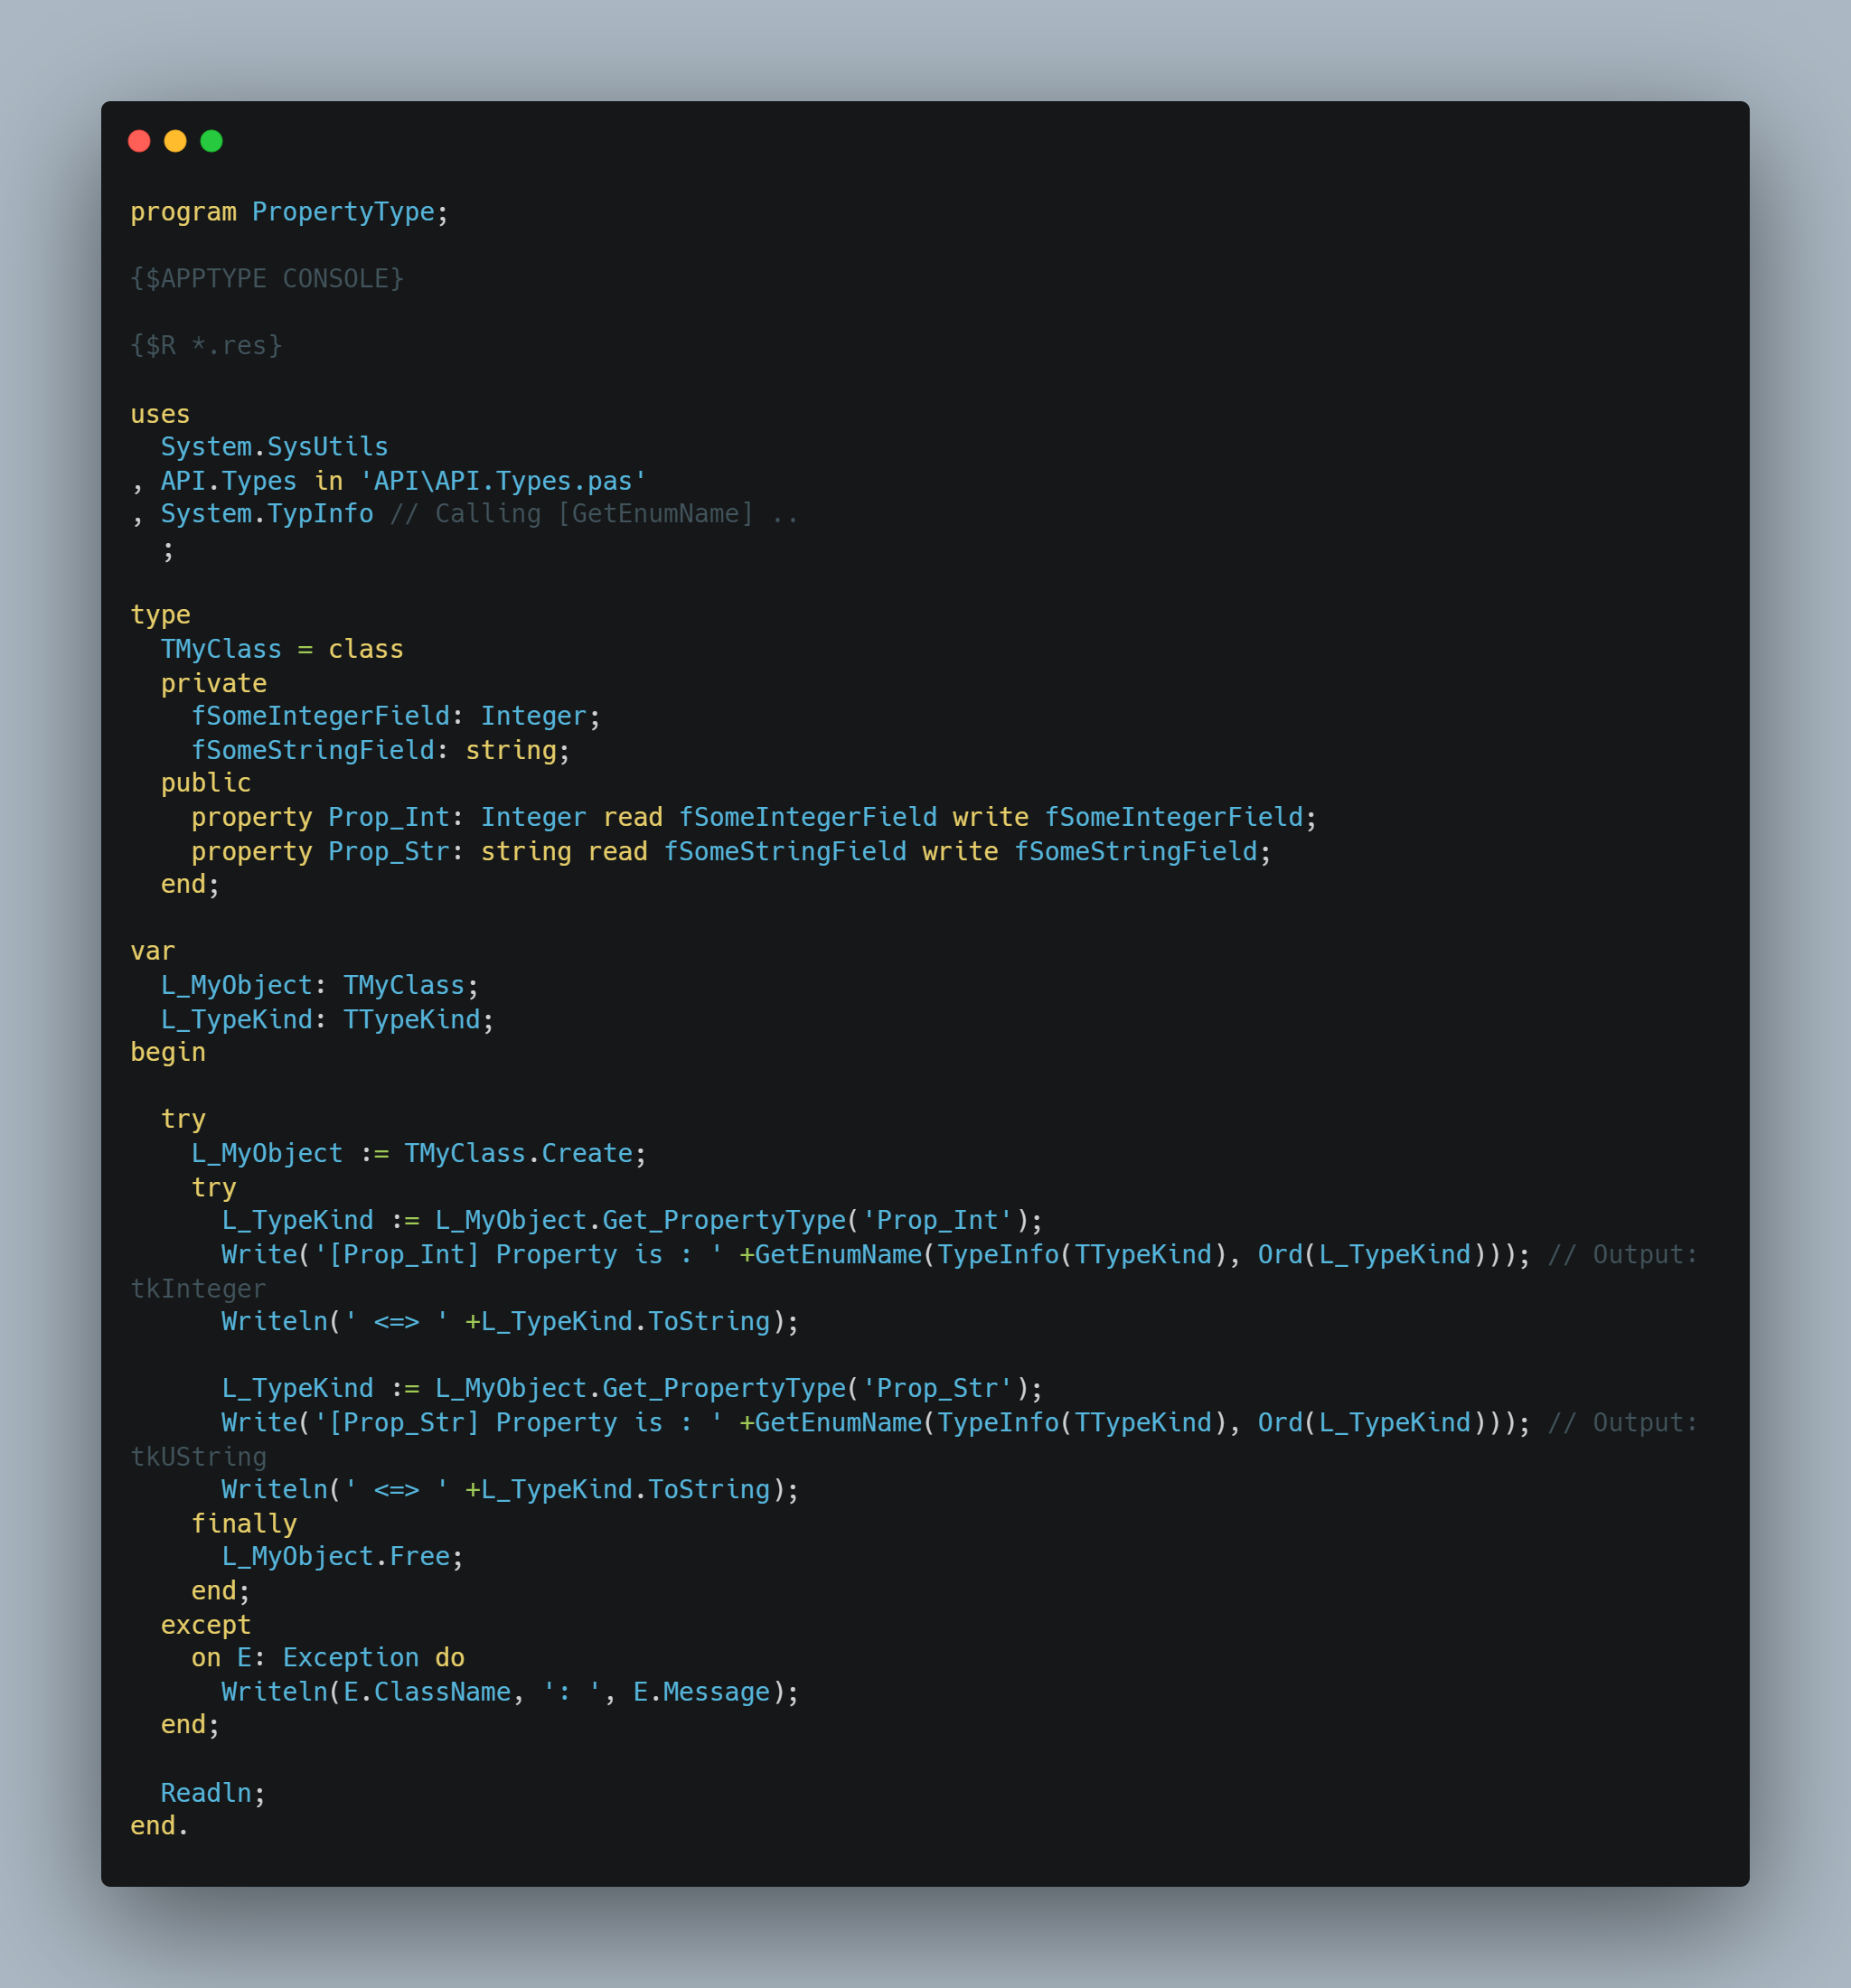 program PropertyType;
{$APPTYPE CONSOLE}
{$R *.res}
uses
  System.SysUtils
, API.Types in 'API\API.Types.pas'
, System.TypInfo // Calling [GetEnumName] ..
  ;
type
  TMyClass = class
  private
    fSomeIntegerField: Integer;
    fSomeStringField: string;
  public
    property Prop_Int: Integer read fSomeIntegerField write fSomeIntegerField;
    property Prop_Str: string read fSomeStringField write fSomeStringField;
  end;
var
  L_MyObject: TMyClass;
  L_TypeKind: TTypeKind;
begin
  try
    L_MyObject := TMyClass.Create;
    try
      L_TypeKind := L_MyObject.Get_PropertyType('Prop_Int');
      Write('[Prop_Int] Property is : ' +GetEnumName(TypeInfo(TTypeKind), Ord(L_TypeKind))); // Output:
tkInteger
      Writeln(' <=> ' +L_TypeKind.ToString);
      L_TypeKind := L_MyObject.Get_PropertyType('Prop_Str');
      Write('[Prop_Str] Property is : ' +GetEnumName(TypeInfo(TTypeKind), Ord(L_TypeKind))); // Output:
tkUString
      Writeln(' <=> ' +L_TypeKind.ToString);
    finally
      L_MyObject.Free;
    end;
  except
    on E: Exception do
      Writeln(E.ClassName, ': ', E.Message);
  end;
  Readln;
end.